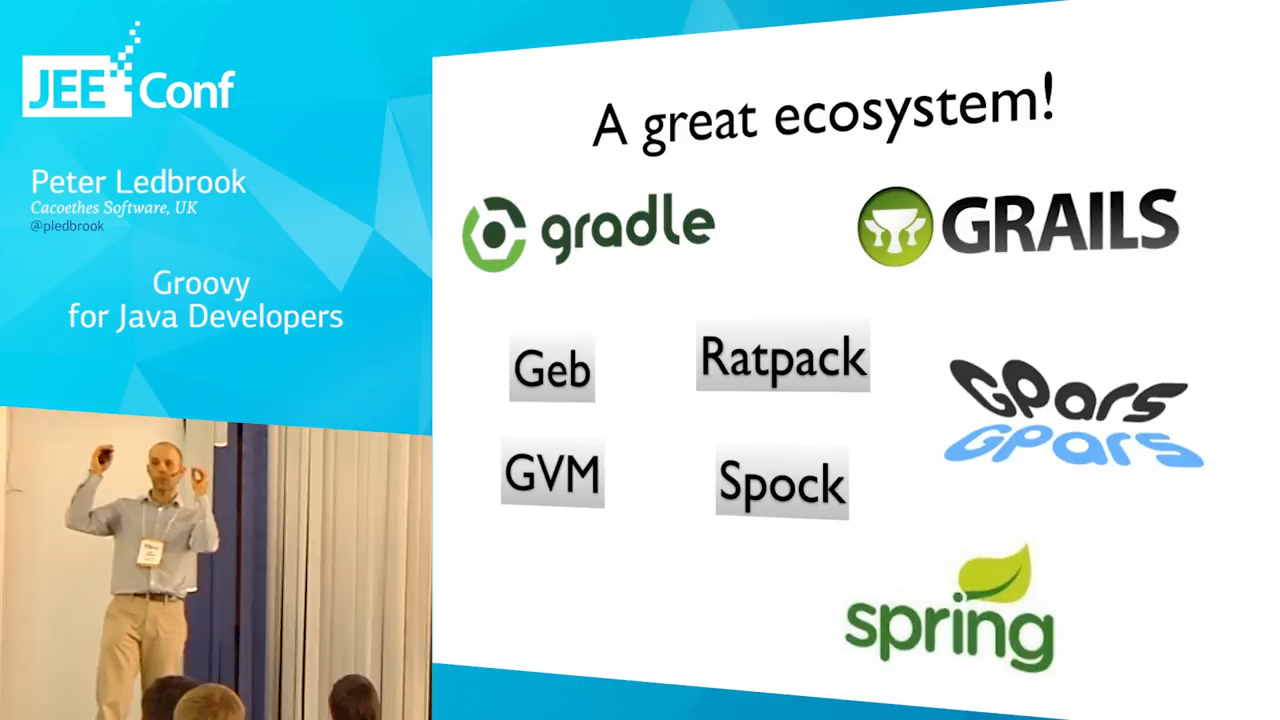 JEE Conf
Peter Ledbrook
Cacoethes Software, UK
@pledbrook
Groovy
for Java Developers
A great ecosystem!
gradle
GRAILS
Geb
Ratpack
GPars
GPars
GVM
Spock
spring